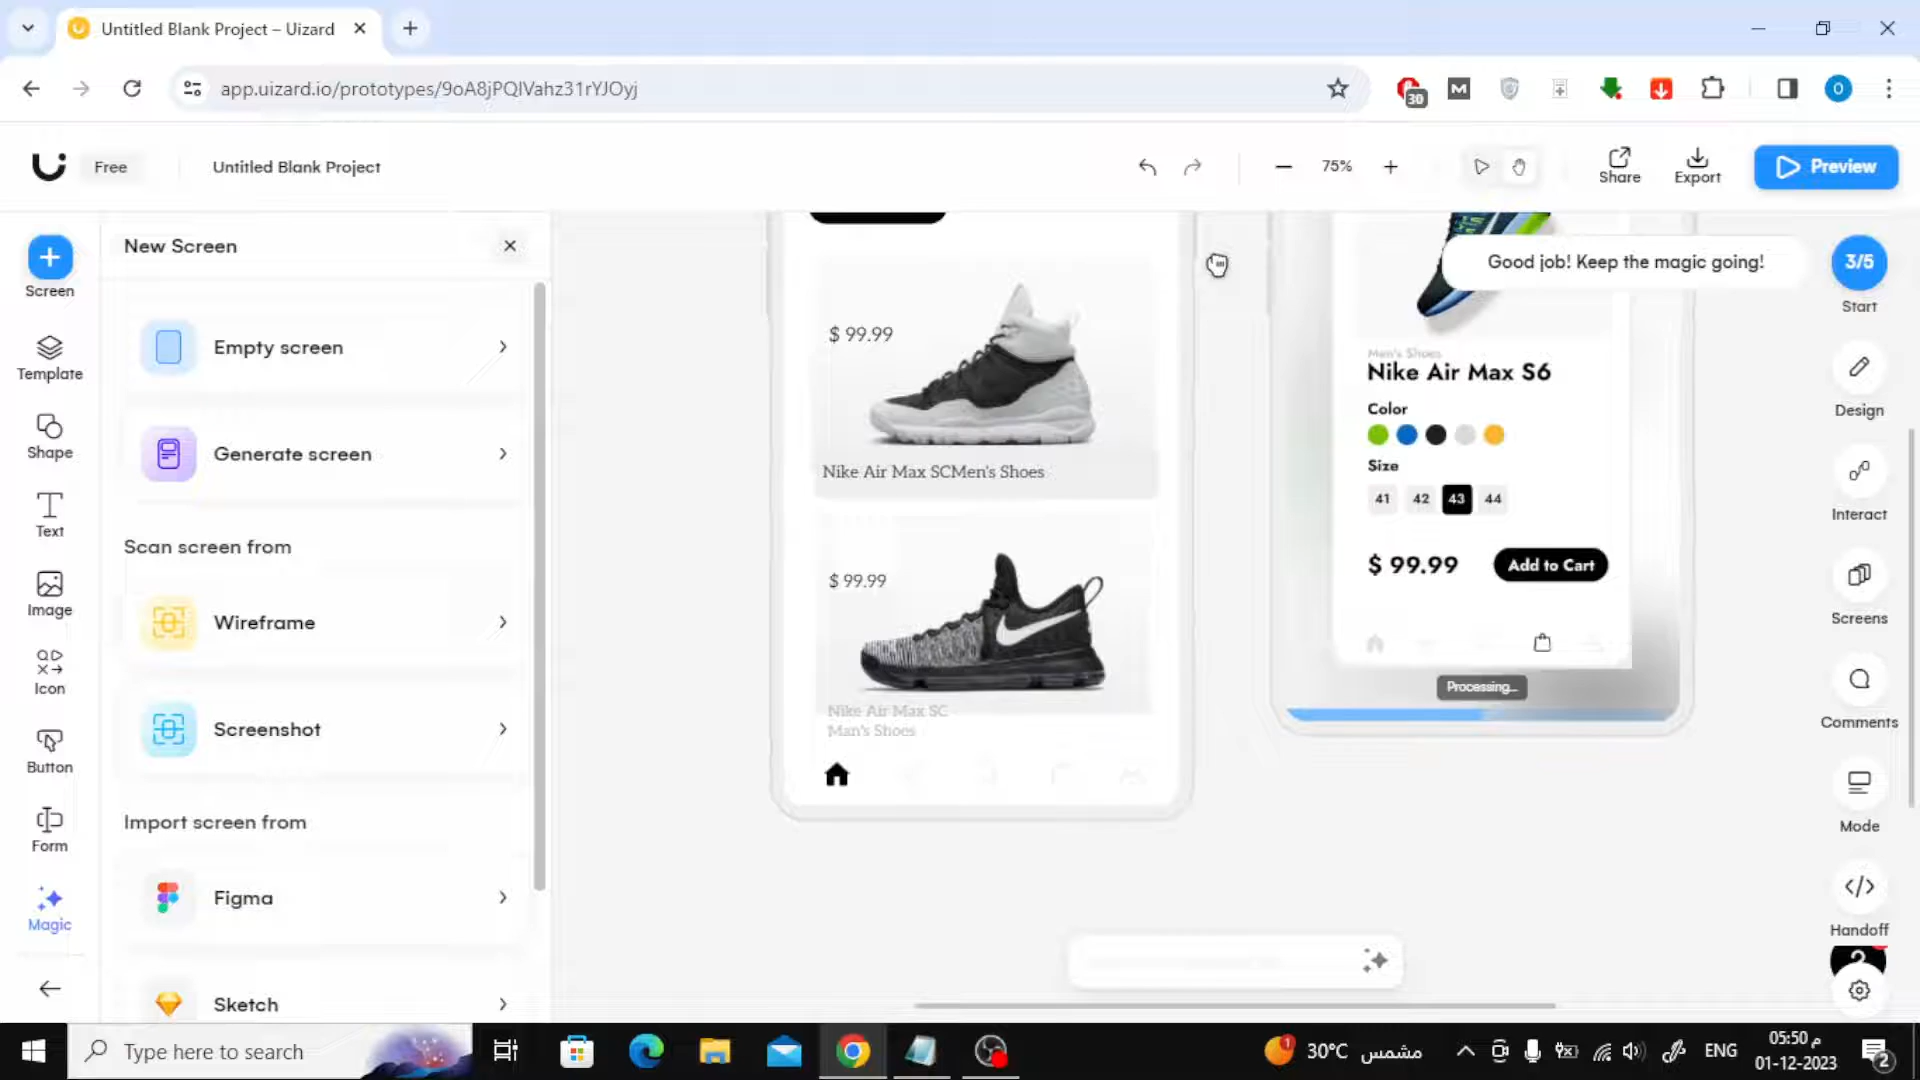 Untitled Blank Project – Uizard
app.uizard.io/prototypes/9oA8jPQlVahz31rYJOyj
30
O
Free
Untitled Blank Project
75%
Share
Export
Preview
Screen
Template
Shape
Text
Image
Icon
Button
Form
Magic
New Screen
Empty screen
Generate screen
Scan screen from
Wireframe
Screenshot
Import screen from
Figma
Sketch
$ 99.99
Nike Air Max SCMen's Shoes
$ 99.99
Nike Air Max SC
Man's Shoes
Good job! Keep the magic going!
Men's Shoes
Nike Air Max S6
Color
Size
41 42 43 44
$ 99.99
Add to Cart
Processing...
3/5
Start
Design
Interact
Screens
Comments
Mode
Handoff
Type here to search
1
30°C مشمس
ENG
05:50 م
01-12-2023
2